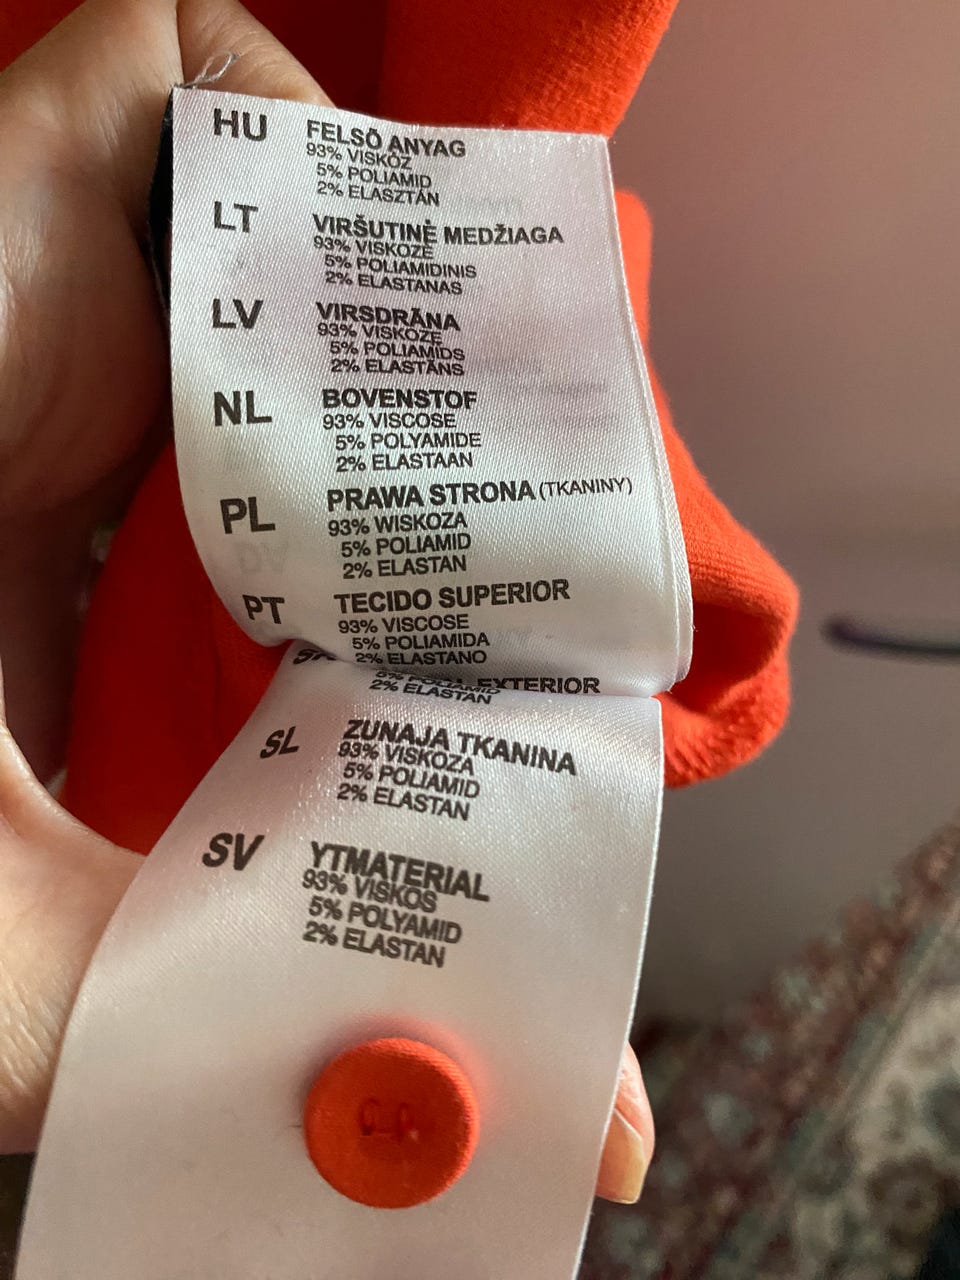 HU FELSŐ ANYAG
93% VISKÓZ
5% POLIAMID
2% ELASZTÁN
LT VIRŠUTINĖ MEDŽIAGA
93% VISKOZĖ
5% POLIAMIDINIS
2% ELASTANAS
LV VIRSDRĀNA
93% VISKOZE
5% POLIAMĪDS
2% ELASTĀNS
NL BOVENSTOF
93% VISCOSE
5% POLYAMIDE
2% ELASTAAN
PL PRAWA STRONA (TKANINY)
93% WISKOZA
5% POLIAMID
2% ELASTAN
PT TECIDO SUPERIOR
93% VISCOSE
5% POLIAMIDA
2% ELASTANO
EXTERIOR
5% POLIAMID
2% ELASTAN
SL ZUNAJA TKANINA
93% VISKOZA
5% POLIAMID
2% ELASTAN
SV YTMATERIAL
93% VISKOS
5% POLYAMID
2% ELASTAN